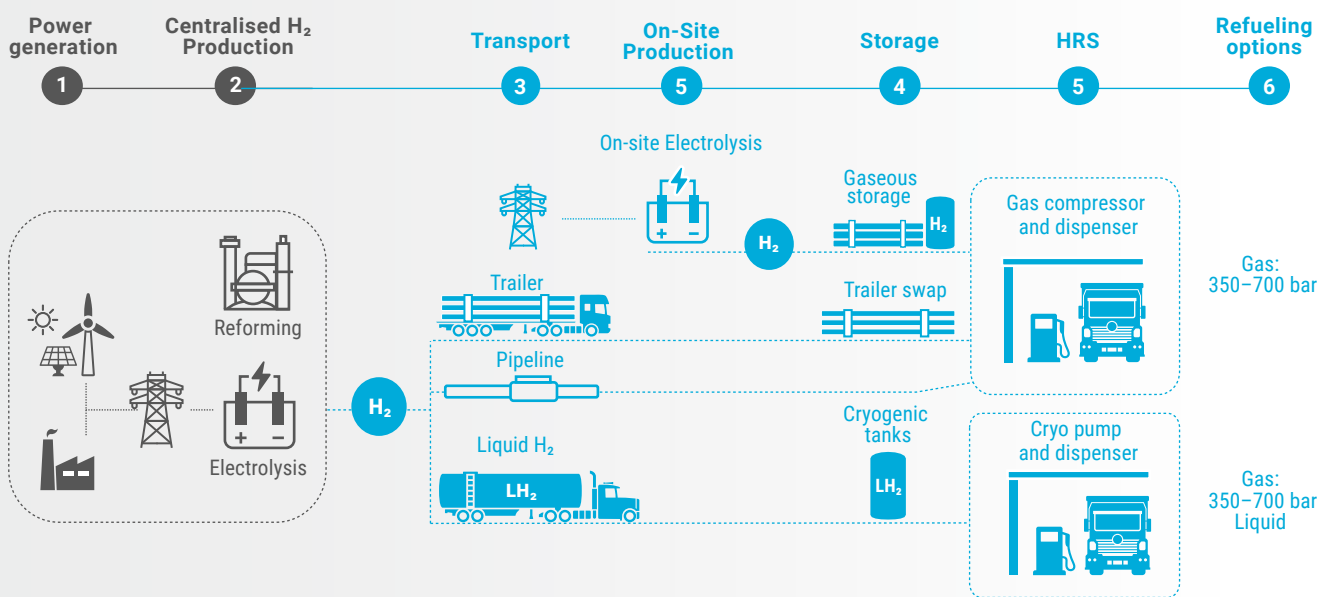 Power
generation
Centralised H₂
Production
Transport
On-Site
Production
Storage
HRS
Refueling
options
1
2
3
5
4
5
6
On-site Electrolysis
Gaseous
storage
H₂
H₂
Gas compressor
and dispenser
Gas:
350–700 bar
Reforming
Trailer
Trailer swap
Pipeline
H₂
Electrolysis
+ −
+ −
Liquid H₂
LH₂
Cryogenic
tanks
LH₂
Cryo pump
and dispenser
Gas:
350–700 bar
Liquid